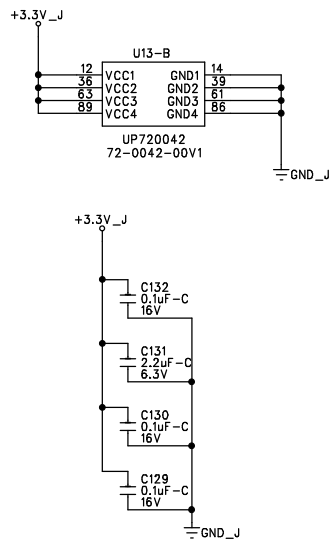 +3.3V_J
U13-B
12 VCC1 GND1 14
36 VCC2 GND2 39
63 VCC3 GND3 61
89 VCC4 GND4 86
UP720042
72-0042-00V1
GND_J
+3.3V_J
C132
0.1uF-C
16V
C131
2.2uF-C
6.3V
C130
0.1uF-C
16V
C129
0.1uF-C
16V
GND_J